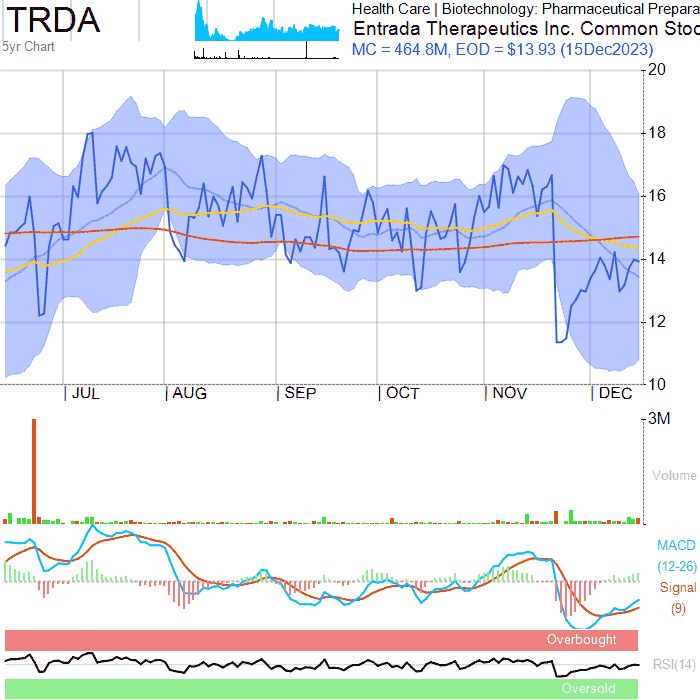 TRDA
5yr Chart
Health Care | Biotechnology: Pharmaceutical Prepara
Entrada Therapeutics Inc. Common Stoc
MC = 464.8M, EOD = $13.93 (15Dec2023)
20
18
16
14
12
10
| JUL | AUG | SEP | OCT | NOV | DEC
3M
Volume
MACD
(12-26)
Signal
(9)
Overbought
RSI(14)
Oversold